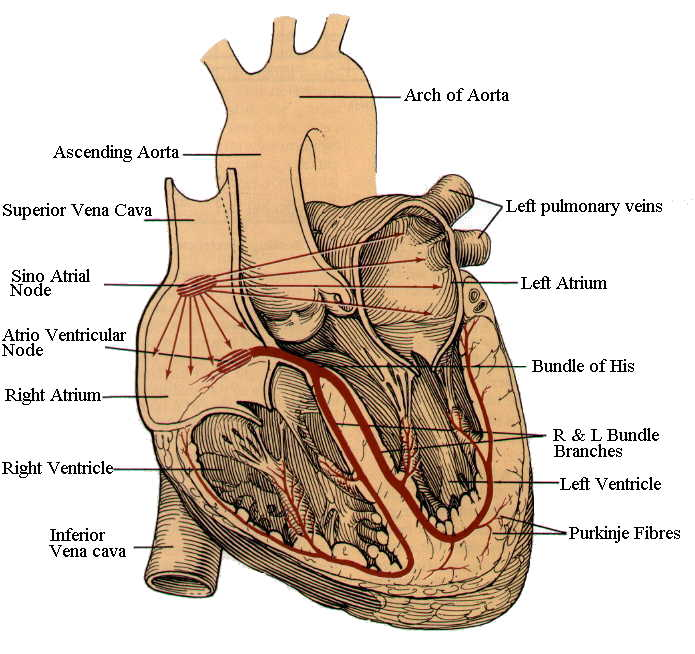 Arch of Aorta
Ascending Aorta
Superior Vena Cava
Left pulmonary veins
Sino Atrial
Node
Left Atrium
Atrio Ventricular
Node
Bundle of His
Right Atrium
R & L Bundle
Branches
Right Ventricle
Left Ventricle
Inferior
Vena cava
Purkinje Fibres